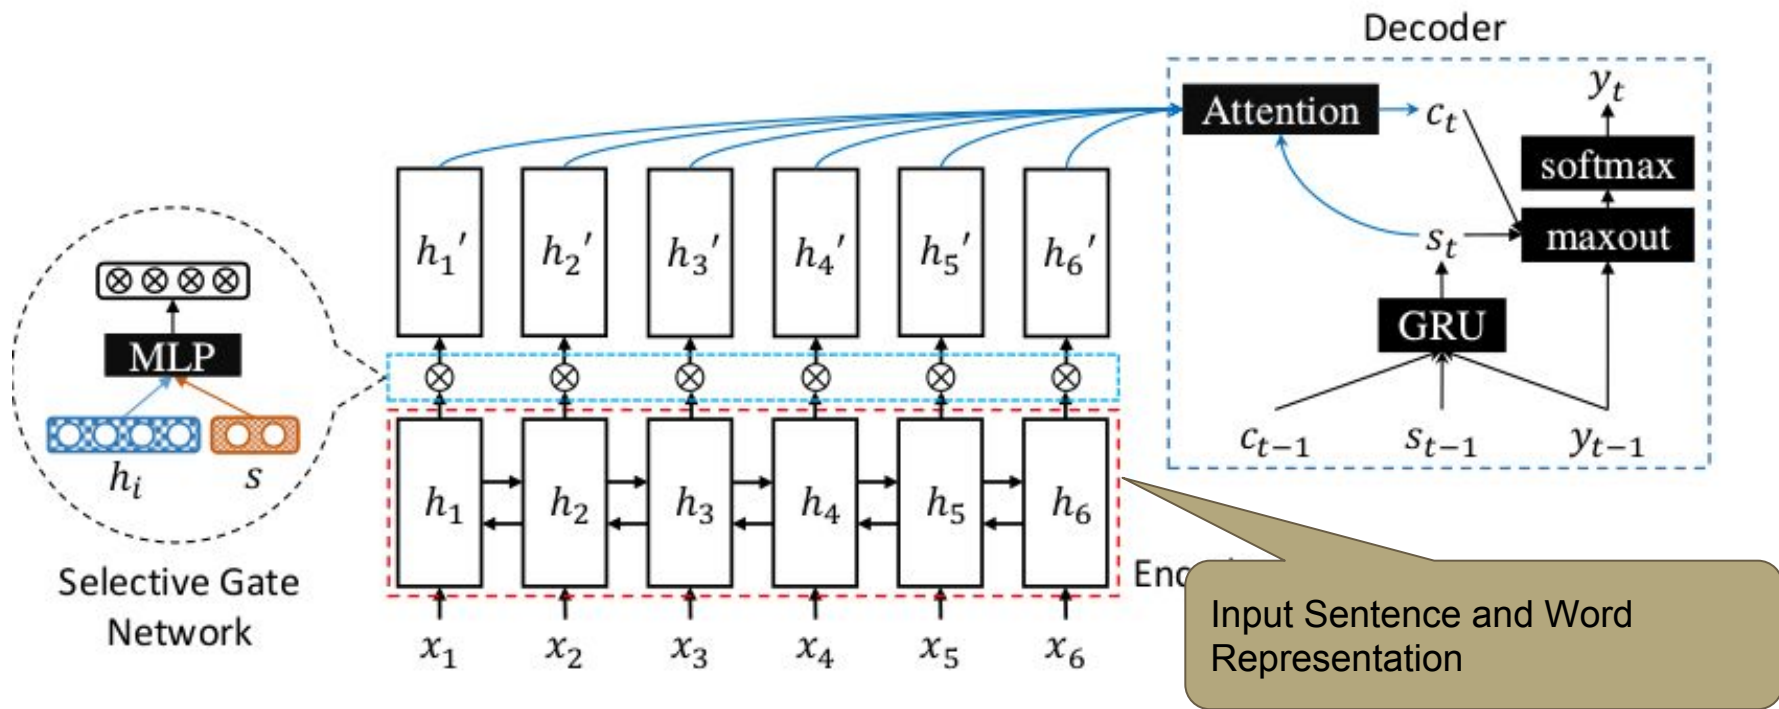 Decoder
Attention
c_t
y_t
softmax
maxout
s_t
GRU
c_{t-1} s_{t-1} y_{t-1}
h_1' h_2' h_3' h_4' h_5' h_6'
MLP
h_i s
Selective Gate
Network
h_1 h_2 h_3 h_4 h_5 h_6
x_1 x_2 x_3 x_4 x_5 x_6
Input Sentence and Word
Representation